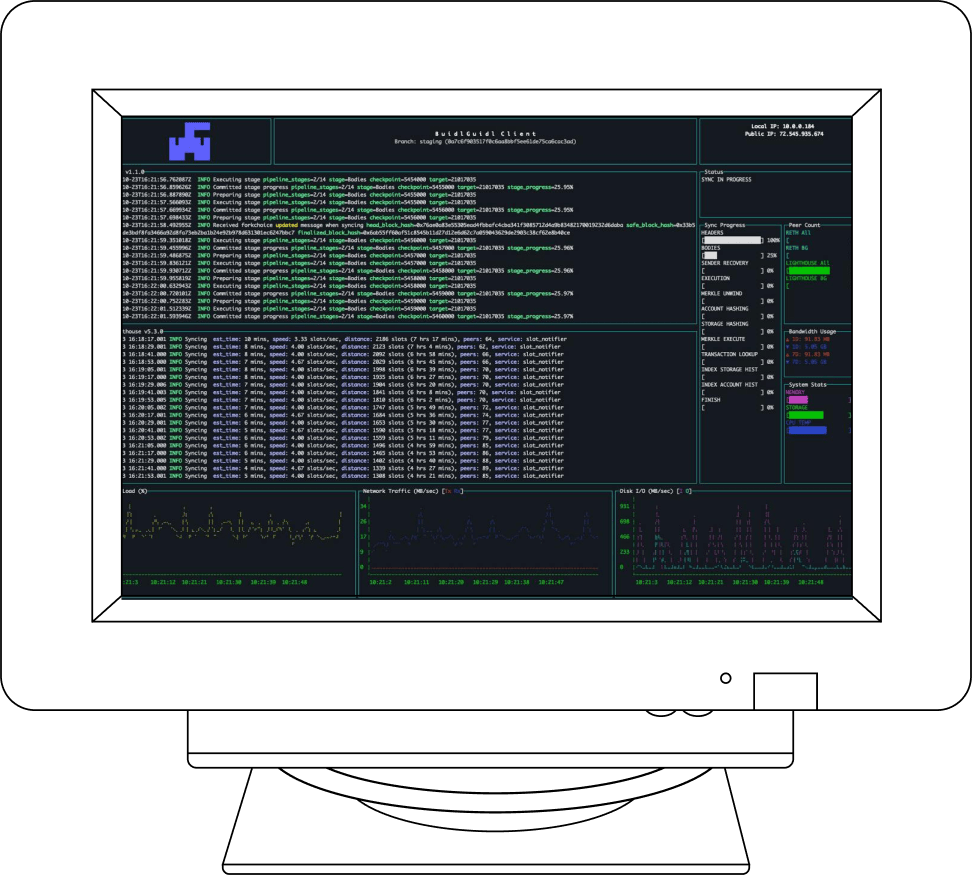 BuidlGuidl Client
Branch: staging (0a7c6f903517f0c6aa8bbf5ee61de75ca6cac3ad)
Local IP: 10.0.0.184
Public IP: 72.545.935.674
v1.1.0
10-23T16:21:56.762087Z INFO Executing stage pipeline_stages=2/14 stage=Bodies checkpoint=5454000 target=21017035
10-23T16:21:56.859626Z INFO Committed stage progress pipeline_stages=2/14 stage=Bodies checkpoint=5455000 target=21017035 stage_progress=25.95%
10-23T16:21:56.887890Z INFO Preparing stage pipeline_stages=2/14 stage=Bodies checkpoint=5455000 target=21017035
10-23T16:21:57.566093Z INFO Executing stage pipeline_stages=2/14 stage=Bodies checkpoint=5455000 target=21017035
10-23T16:21:57.669934Z INFO Committed stage progress pipeline_stages=2/14 stage=Bodies checkpoint=5456000 target=21017035 stage_progress=25.95%
10-23T16:21:57.698433Z INFO Preparing stage pipeline_stages=2/14 stage=Bodies checkpoint=5456000 target=21017035
10-23T16:21:58.492955Z INFO Received forkchoice updated message when syncing
safe_block_hash=0x33b5
10-23T16:21:59.351018Z INFO Executing stage pipeline_stages=2/14 stage=Bodies checkpoint=5456000 target=21017035
10-23T16:21:59.455996Z INFO Committed stage progress pipeline_stages=2/14 stage=Bodies checkpoint=5457000 target=21017035 stage_progress=25.96%
10-23T16:21:59.486875Z INFO Preparing stage pipeline_stages=2/14 stage=Bodies checkpoint=5457000 target=21017035
10-23T16:21:59.836121Z INFO Executing stage pipeline_stages=2/14 stage=Bodies checkpoint=5457000 target=21017035
10-23T16:21:59.930712Z INFO Committed stage progress pipeline_stages=2/14 stage=Bodies checkpoint=5458000 target=21017035 stage_progress=25.96%
10-23T16:21:59.955819Z INFO Preparing stage pipeline_stages=2/14 stage=Bodies checkpoint=5458000 target=21017035
10-23T16:22:00.632943Z INFO Executing stage pipeline_stages=2/14 stage=Bodies checkpoint=5458000 target=21017035
10-23T16:22:00.720101Z INFO Committed stage progress pipeline_stages=2/14 stage=Bodies checkpoint=5459000 target=21017035 stage_progress=25.97%
10-23T16:22:00.752283Z INFO Preparing stage pipeline_stages=2/14 stage=Bodies checkpoint=5459000 target=21017035
10-23T16:22:01.512339Z INFO Executing stage pipeline_stages=2/14 stage=Bodies checkpoint=5459000 target=21017035
10-23T16:22:01.593946Z INFO Committed stage progress pipeline_stages=2/14 stage=Bodies checkpoint=5460000 target=21017035 stage_progress=25.97%
thouse v5.3.0
3 16:18:17.001 INFO Syncing est_time: 10 mins, speed: 3.33 slots/sec, distance: 2186 slots (7 hrs 17 mins), peers: 64, service: slot_notifier
3 16:18:29.001 INFO Syncing est_time: 8 mins, speed: 4.00 slots/sec, distance: 2123 slots (7 hrs 4 mins), peers: 62, service: slot_notifier
3 16:18:41.000 INFO Syncing est_time: 8 mins, speed: 4.00 slots/sec, distance: 2092 slots (6 hrs 58 mins), peers: 66, service: slot_notifier
3 16:18:53.000 INFO Syncing est_time: 7 mins, speed: 4.67 slots/sec, distance: 2029 slots (6 hrs 45 mins), peers: 66, service: slot_notifier
3 16:19:05.001 INFO Syncing est_time: 8 mins, speed: 4.00 slots/sec, distance: 1998 slots (6 hrs 39 mins), peers: 70, service: slot_notifier
3 16:19:17.000 INFO Syncing est_time: 8 mins, speed: 4.00 slots/sec, distance: 1935 slots (6 hrs 27 mins), peers: 70, service: slot_notifier
3 16:19:29.006 INFO Syncing est_time: 7 mins, speed: 4.00 slots/sec, distance: 1904 slots (6 hrs 20 mins), peers: 70, service: slot_notifier
3 16:19:41.003 INFO Syncing est_time: 7 mins, speed: 4.00 slots/sec, distance: 1841 slots (6 hrs 8 mins), peers: 70, service: slot_notifier
3 16:19:53.005 INFO Syncing est_time: 7 mins, speed: 4.00 slots/sec, distance: 1810 slots (6 hrs 2 mins), peers: 70, service: slot_notifier
3 16:20:05.002 INFO Syncing est_time: 7 mins, speed: 4.00 slots/sec, distance: 1747 slots (5 hrs 49 mins), peers: 72, service: slot_notifier
3 16:20:17.001 INFO Syncing est_time: 6 mins, speed: 4.67 slots/sec, distance: 1684 slots (5 hrs 36 mins), peers: 74, service: slot_notifier
3 16:20:29.001 INFO Syncing est_time: 6 mins, speed: 4.00 slots/sec, distance: 1653 slots (5 hrs 30 mins), peers: 77, service: slot_notifier
3 16:20:41.001 INFO Syncing est_time: 5 mins, speed: 4.67 slots/sec, distance: 1590 slots (5 hrs 18 mins), peers: 77, service: slot_notifier
3 16:20:53.002 INFO Syncing est_time: 6 mins, speed: 4.00 slots/sec, distance: 1559 slots (5 hrs 11 mins), peers: 79, service: slot_notifier
3 16:21:05.000 INFO Syncing est_time: 6 mins, speed: 4.00 slots/sec, distance: 1496 slots (4 hrs 59 mins), peers: 85, service: slot_notifier
3 16:21:17.000 INFO Syncing est_time: 6 mins, speed: 4.00 slots/sec, distance: 1465 slots (4 hrs 53 mins), peers: 86, service: slot_notifier
3 16:21:29.000 INFO Syncing est_time: 5 mins, speed: 4.00 slots/sec, distance: 1402 slots (4 hrs 40 mins), peers: 88, service: slot_notifier
3 16:21:41.000 INFO Syncing est_time: 4 mins, speed: 4.67 slots/sec, distance: 1339 slots (4 hrs 27 mins), peers: 89, service: slot_notifier
3 16:21:53.001 INFO Syncing est_time: 5 mins, speed: 4.00 slots/sec, distance: 1308 slots (4 hrs 21 mins), peers: 85, service: slot_notifier
Status
SYNC IN PROGRESS
Sync Progress
HEADERS
[ ] 100%
BODIES
[ ] 25%
SENDER RECOVERY
[ ] 0%
EXECUTION
[ ] 0%
MERKLE UNWIND
[ ] 0%
ACCOUNT HASHING
[ ] 0%
STORAGE HASHING
[ ] 0%
MERKLE EXECUTE
[ ] 0%
TRANSACTION LOOKUP
[ ] 0%
INDEX STORAGE HIST
[ ] 0%
INDEX ACCOUNT HIST
[ ] 0%
FINISH
[ ] 0%
Peer Count
RETH All
RETH BG
LIGHTHOUSE All
LIGHTHOUSE BG
Bandwidth Usage
System Stats
MEMORY
STORAGE
CPU TEMP
Load (%)
:21:3 10:21:12 10:21:21 10:21:30 10:21:39 10:21:48
Network Traffic (MB/sec)
34
26
17
9
0
10:21:2 10:21:11 10:21:20 10:21:29 10:21:38 10:21:47
Disk I/O (MB/sec)
931
698
466
233
0
10:21:3 10:21:12 10:21:21 10:21:30 10:21:39 10:21:48